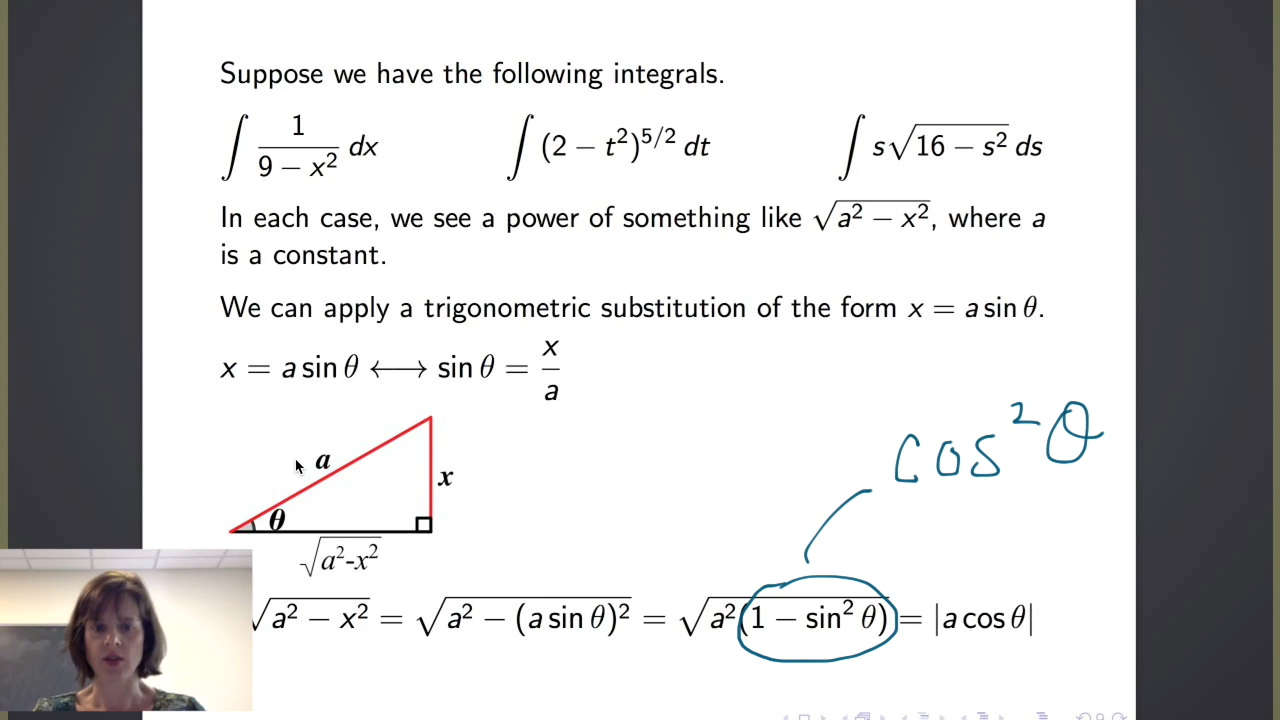 Suppose we have the following integrals.
∫ 1/(9 − x²) dx ∫ (2 − t²)^{5/2} dt ∫ s√(16 − s²) ds
In each case, we see a power of something like √(a² − x²), where a
is a constant.
We can apply a trigonometric substitution of the form x = a sin θ.
x = a sin θ ⟷ sin θ = x/a
cos²θ
a
x
θ
√(a²-x²)
√(a² − x²) = √(a² − (a sin θ)²) = √(a²(1 − sin² θ)) = |a cos θ|